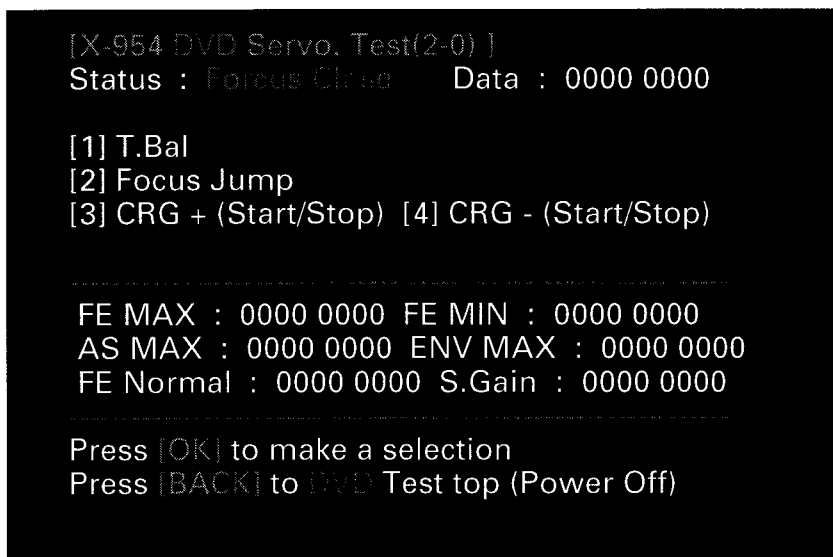 [X-954 DVD Servo. Test(2-0) ]
Status : Forcus Close Data : 0000 0000
[1] T.Bal
[2] Focus Jump
[3] CRG + (Start/Stop) [4] CRG - (Start/Stop)
FE MAX : 0000 0000 FE MIN : 0000 0000
AS MAX : 0000 0000 ENV MAX : 0000 0000
FE Normal : 0000 0000 S.Gain : 0000 0000
Press [OK] to make a selection
Press [BACK] to DVD Test top (Power Off)